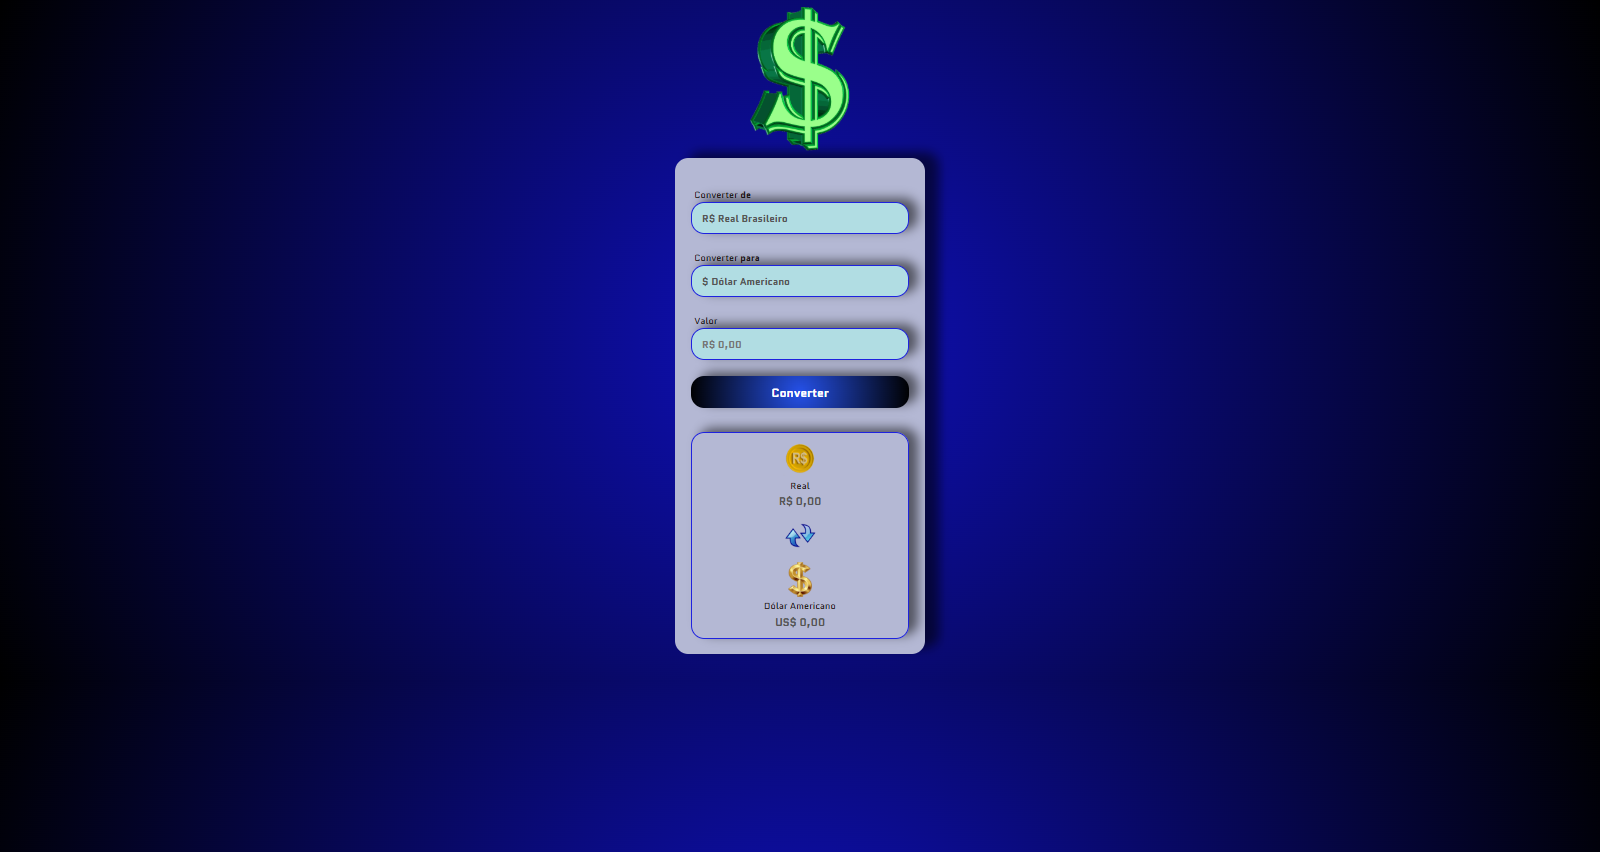 $
Converter de
R$ Real Brasileiro
Converter para
$ Dólar Americano
Valor
R$ 0,00
Converter
R$
Real
R$ 0,00
$
Dólar Americano
US$ 0,00